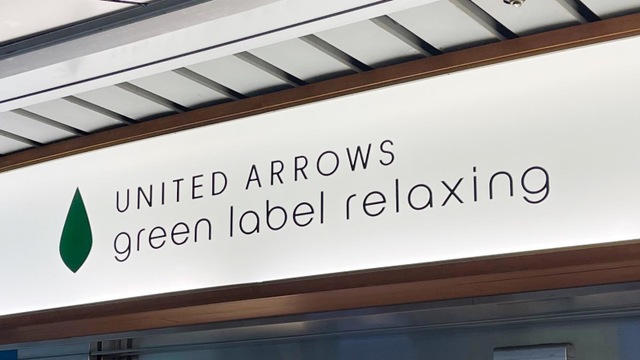 UNITED ARROWS
green label relaxing